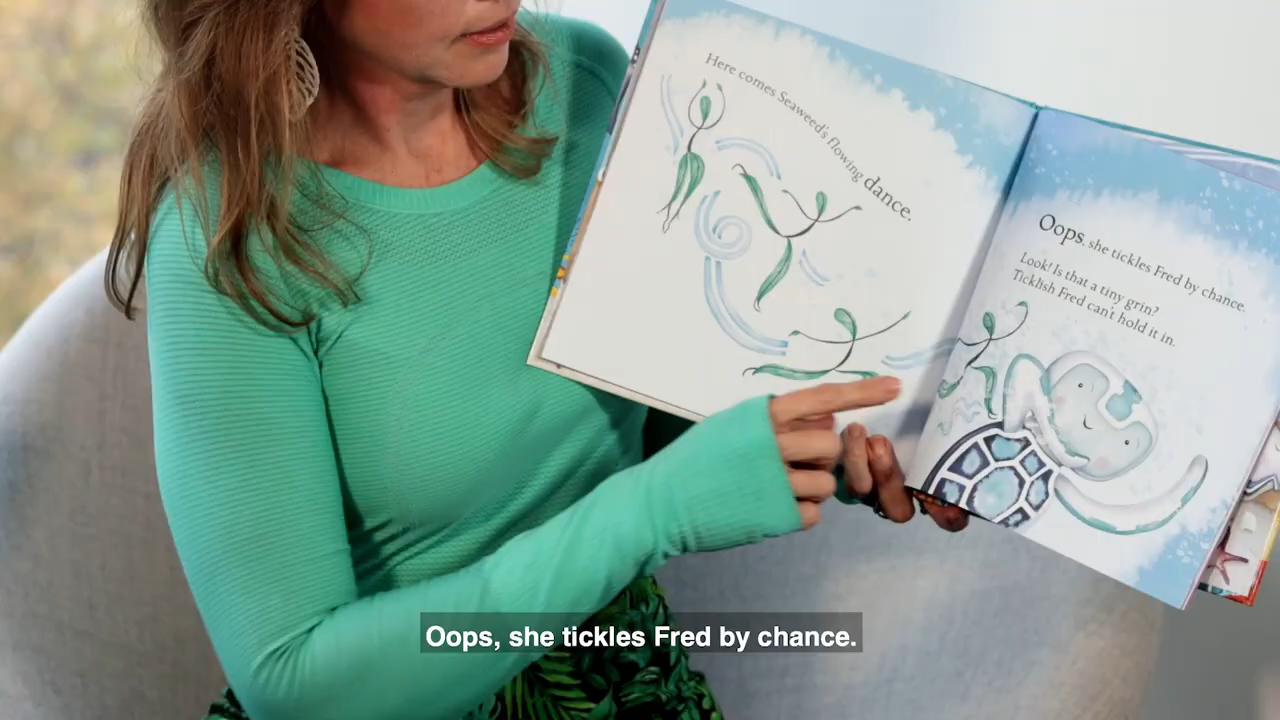 Here comes Seaweed's flowing dance.
Oops, she tickles Fred by chance.
Look! Is that a tiny grin?
Ticklish Fred can't hold it in.
Oops, she tickles Fred by chance.